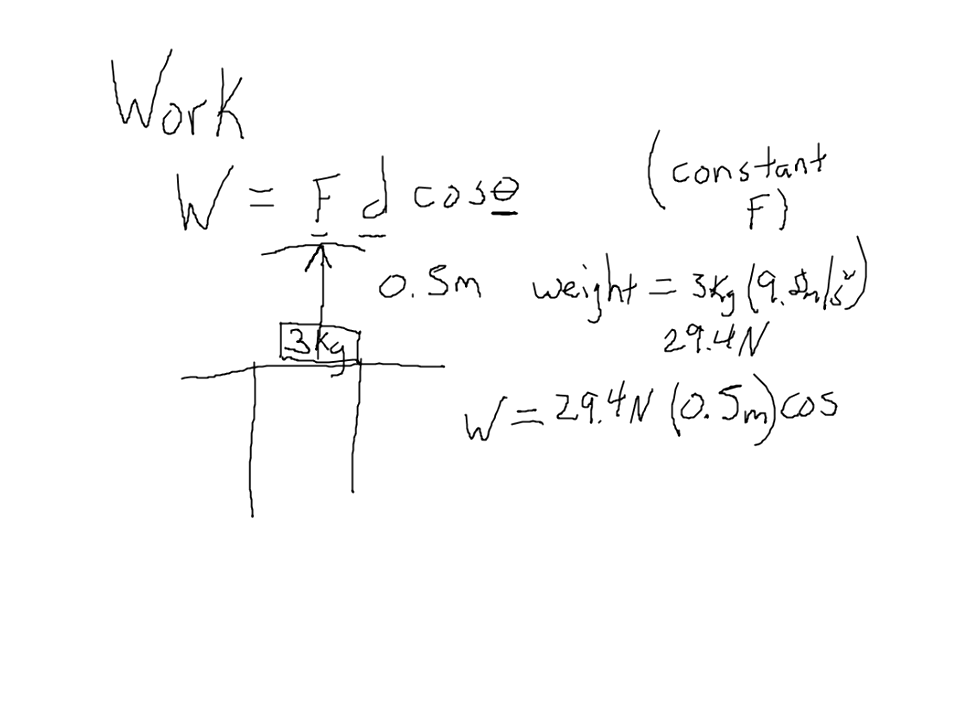 Work
W = F d cosθ
(constant
F)
0.5m
weight = 3kg (9.8m/s²)
29.4N
3kg
W = 29.4N (0.5m) cos